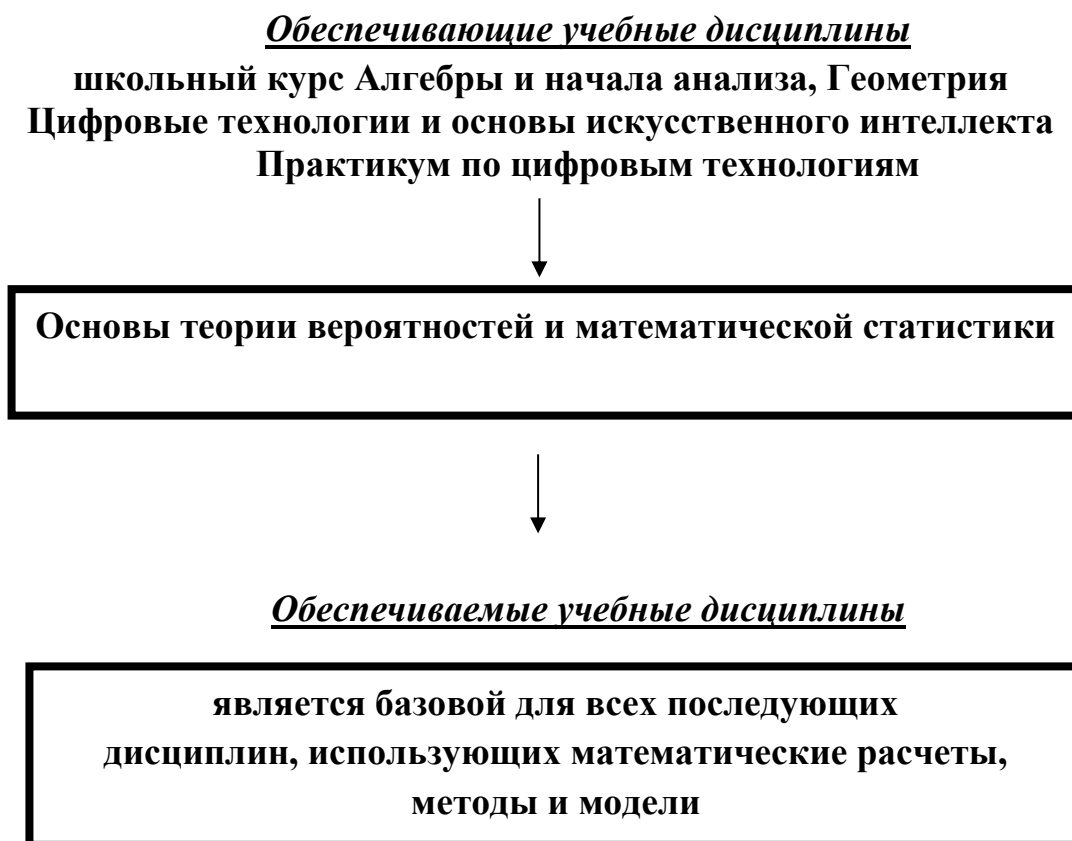 Обеспечивающие учебные дисциплины
школьный курс Алгебры и начала анализа, Геометрия
Цифровые технологии и основы искусственного интеллекта
Практикум по цифровым технологиям
Основы теории вероятностей и математической статистики
Обеспечиваемые учебные дисциплины
является базовой для всех последующих
дисциплин, использующих математические расчеты,
методы и модели